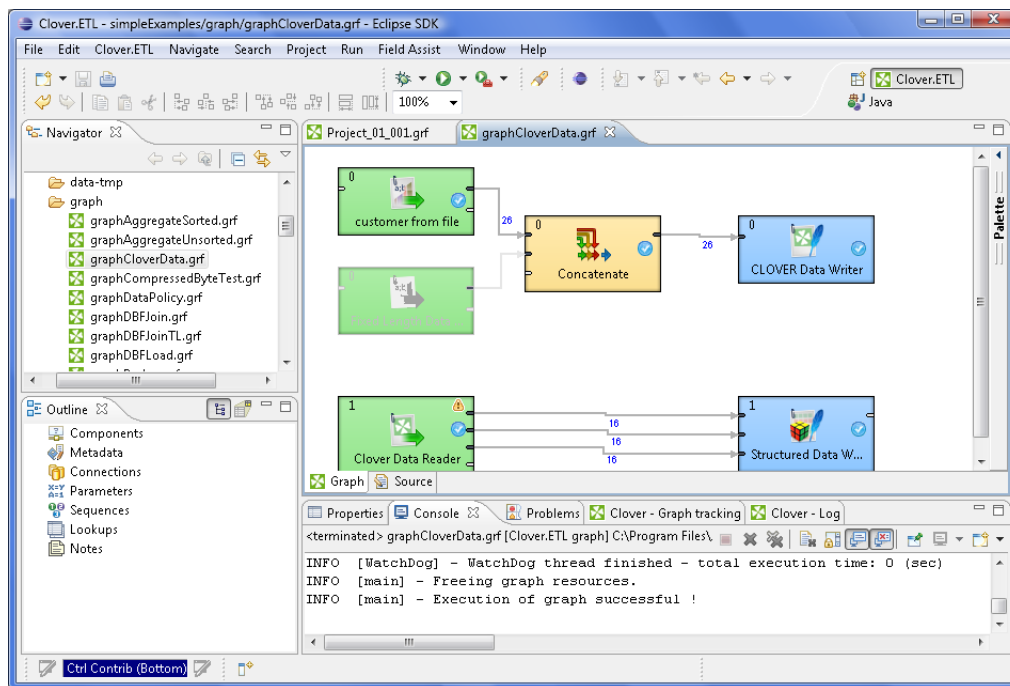 Clover.ETL - simpleExamples/graph/graphCloverData.grf - Eclipse SDK
File Edit Clover.ETL Navigate Search Project Run Field Assist Window Help
Clover.ETL
100%
Java
Navigator
Project_01_001.grf graphCloverData.grf
data-tmp
graph
graphAggregateSorted.grf
graphAggregateUnsorted.grf
graphCloverData.grf
graphCompressedByteTest.grf
graphDataPolicy.grf
graphDBFJoin.grf
graphDBFJoinTL.grf
graphDBFLoad.grf
0
customer from file
26
0
Concatenate
26
0
CLOVER Data Writer
0
Palette
1
Clover Data Reader
16
16
16
1
Structured Data W...
Graph Source
Outline
Components
Metadata
Connections
Parameters
Sequences
Lookups
Notes
Properties Console Problems Clover - Graph tracking Clover - Log
<terminated> graphCloverData.grf [Clover.ETL graph] C:\Program Files\
INFO [WatchDog] - WatchDog thread finished - total execution time: 0 (sec)
INFO [main] - Freeing graph resources.
INFO [main] - Execution of graph successful !
Ctrl Contrib (Bottom)